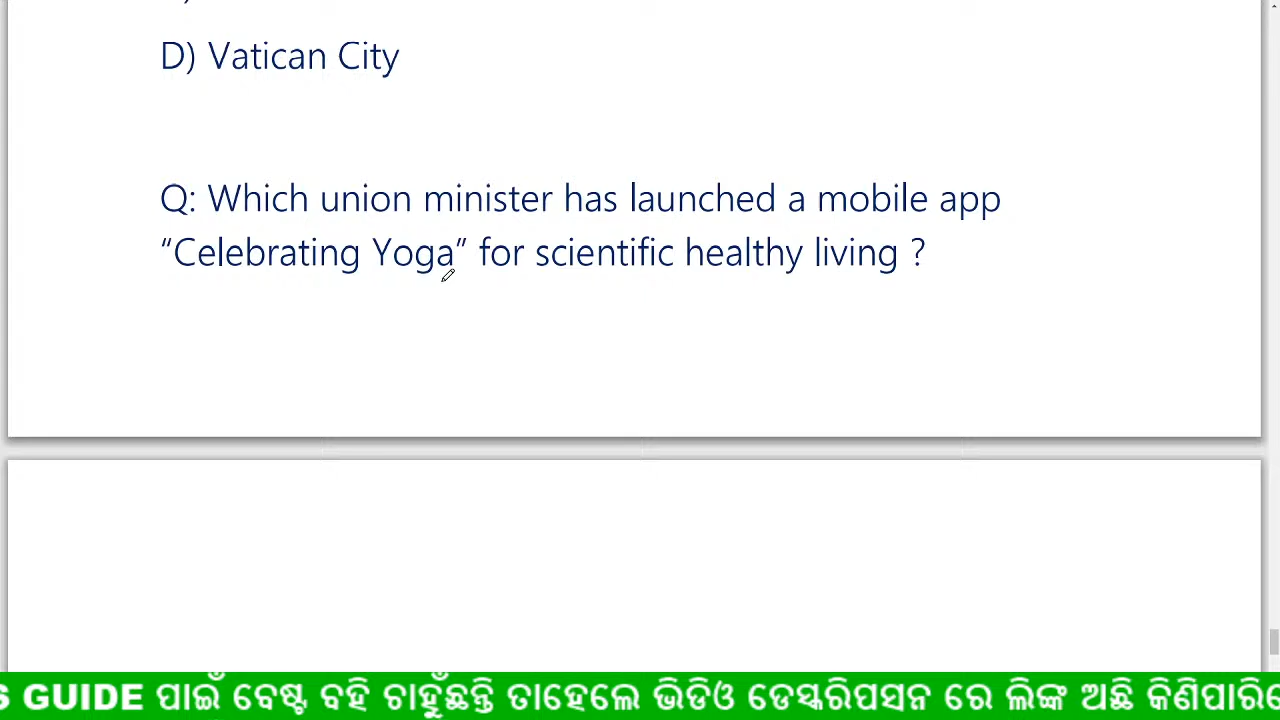 D) Vatican City
Q: Which union minister has launched a mobile app
“Celebrating Yoga” for scientific healthy living ?
S GUIDE ପାଇଁ ବେଷ୍ଟ ବହି ଚାହୁଁଛନ୍ତି ତାହେଲେ ଭିଡିଓ ଡେସ୍କରିପସନ ରେ ଲିଙ୍କ ଅଛି